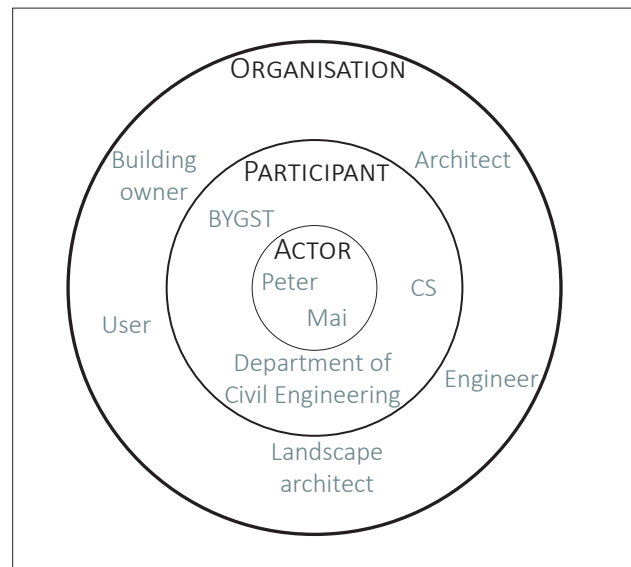 ORGANISATION
Building
owner
Architect
PARTICIPANT
BYGST
ACTOR
Peter
CS
Mai
User
Department of
Civil Engineering
Engineer
Landscape
architect